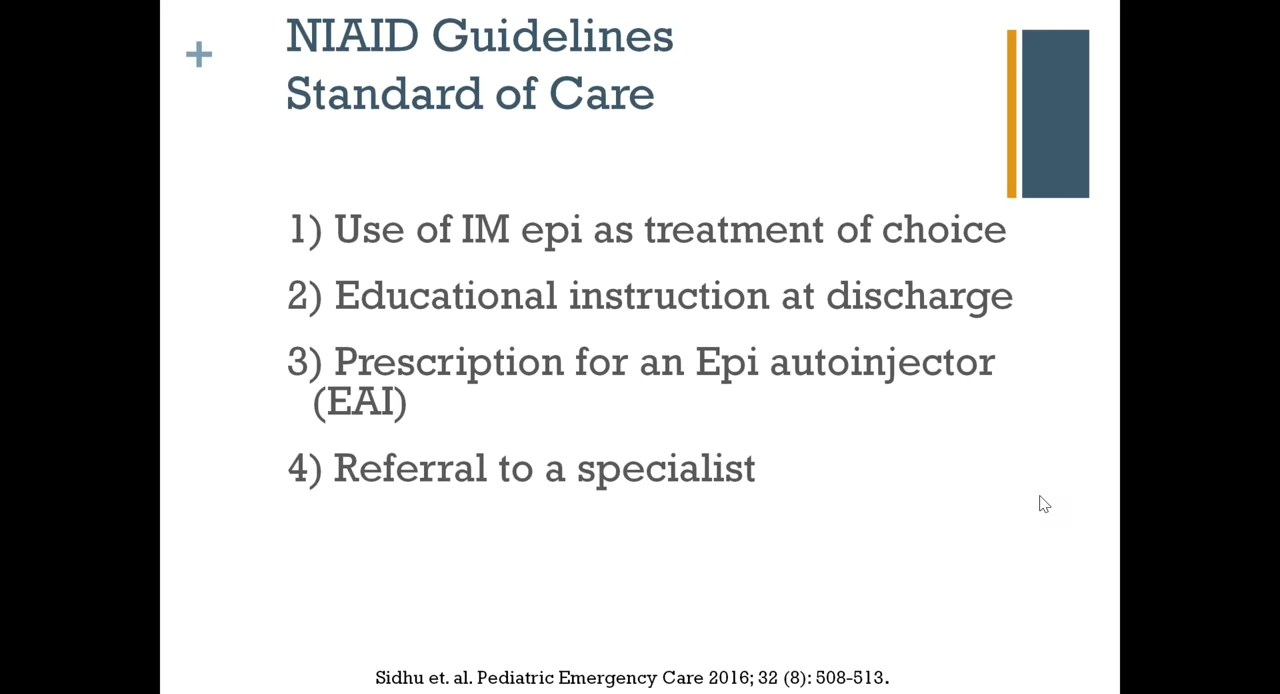 +
NIAID Guidelines
Standard of Care
1) Use of IM epi as treatment of choice
2) Educational instruction at discharge
3) Prescription for an Epi autoinjector
(EAI)
4) Referral to a specialist
Sidhu et. al. Pediatric Emergency Care 2016; 32 (8): 508-513.